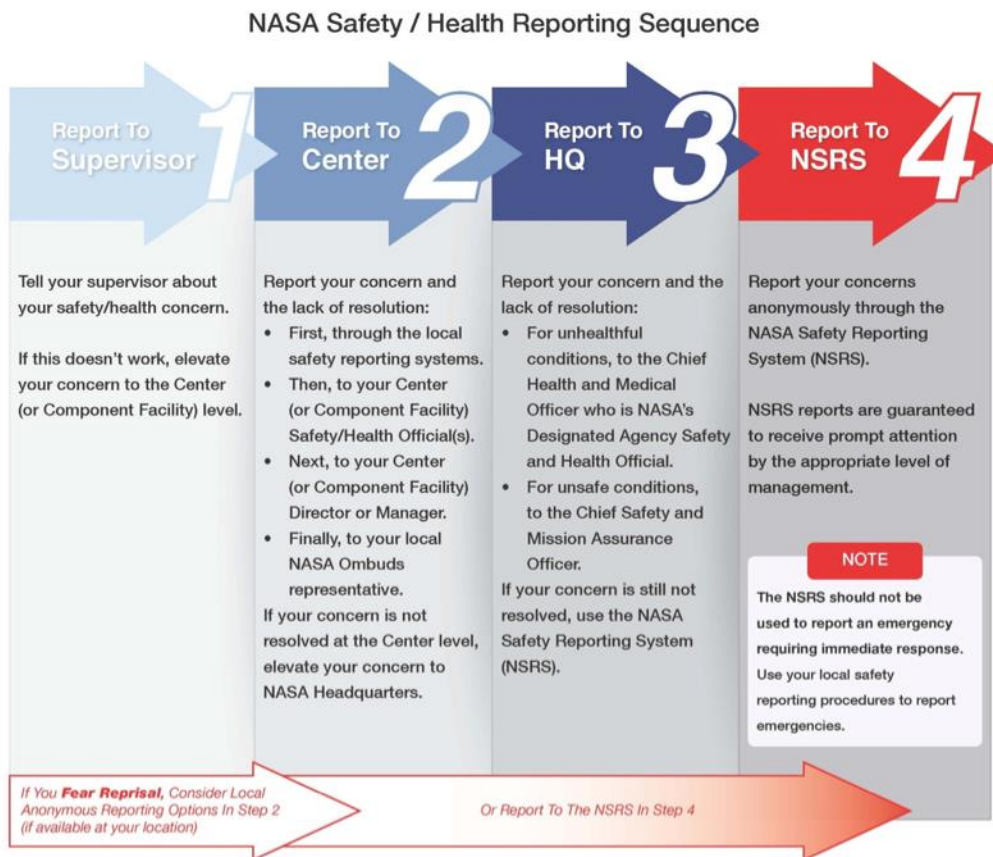 NASA Safety / Health Reporting Sequence
Report To
Supervisor
1
Tell your supervisor about
your safety/health concern.
If this doesn't work, elevate
your concern to the Center
(or Component Facility) level.
Report To
Center
2
Report your concern and
the lack of resolution:
• First, through the local
safety reporting systems.
• Then, to your Center
(or Component Facility)
Safety/Health Official(s).
• Next, to your Center
(or Component Facility)
Director or Manager.
• Finally, to your local
NASA Ombuds
representative.
If your concern is not
resolved at the Center level,
elevate your concern to
NASA Headquarters.
Report To
HQ
3
Report your concern and the
lack of resolution:
• For unhealthful
conditions, to the Chief
Health and Medical
Officer who is NASA's
Designated Agency Safety
and Health Official.
• For unsafe conditions,
to the Chief Safety and
Mission Assurance
Officer.
If your concern is still not
resolved, use the NASA
Safety Reporting System
(NSRS).
Report To
NSRS
4
Report your concerns
anonymously through the
NASA Safety Reporting
System (NSRS).
NSRS reports are guaranteed
to receive prompt attention
by the appropriate level of
management.
NOTE
The NSRS should not be
used to report an emergency
requiring immediate response.
Use your local safety
reporting procedures to report
emergencies.
If You Fear Reprisal, Consider Local
Anonymous Reporting Options In Step 2
(if available at your location)
Or Report To The NSRS In Step 4